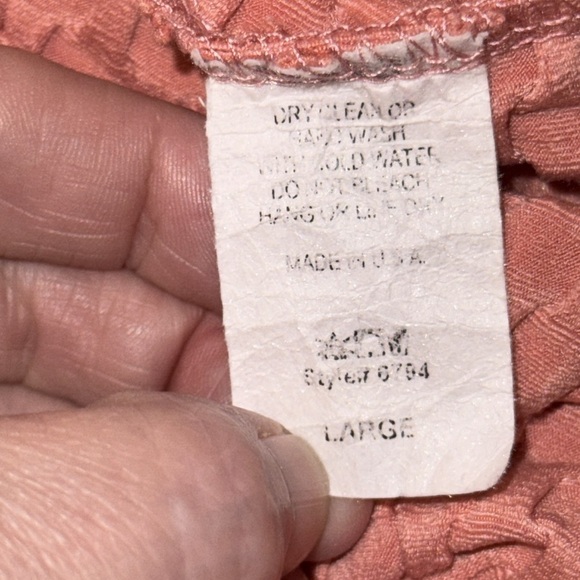 DRY CLEAN OR
HAND WASH
WITH COLD WATER
DO NOT BLEACH
HANG OR LINE DRY
MADE IN U.S.A.
Style# 6794
LARGE